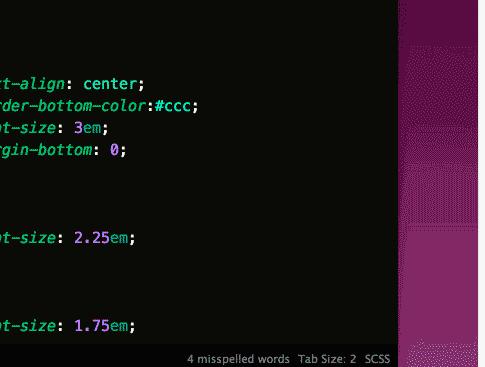 xt-align: center;
rder-bottom-color:#ccc;
nt-size: 3em;
rgin-bottom: 0;
nt-size: 2.25em;
nt-size: 1.75em;
4 misspelled words Tab Size: 2 SCSS